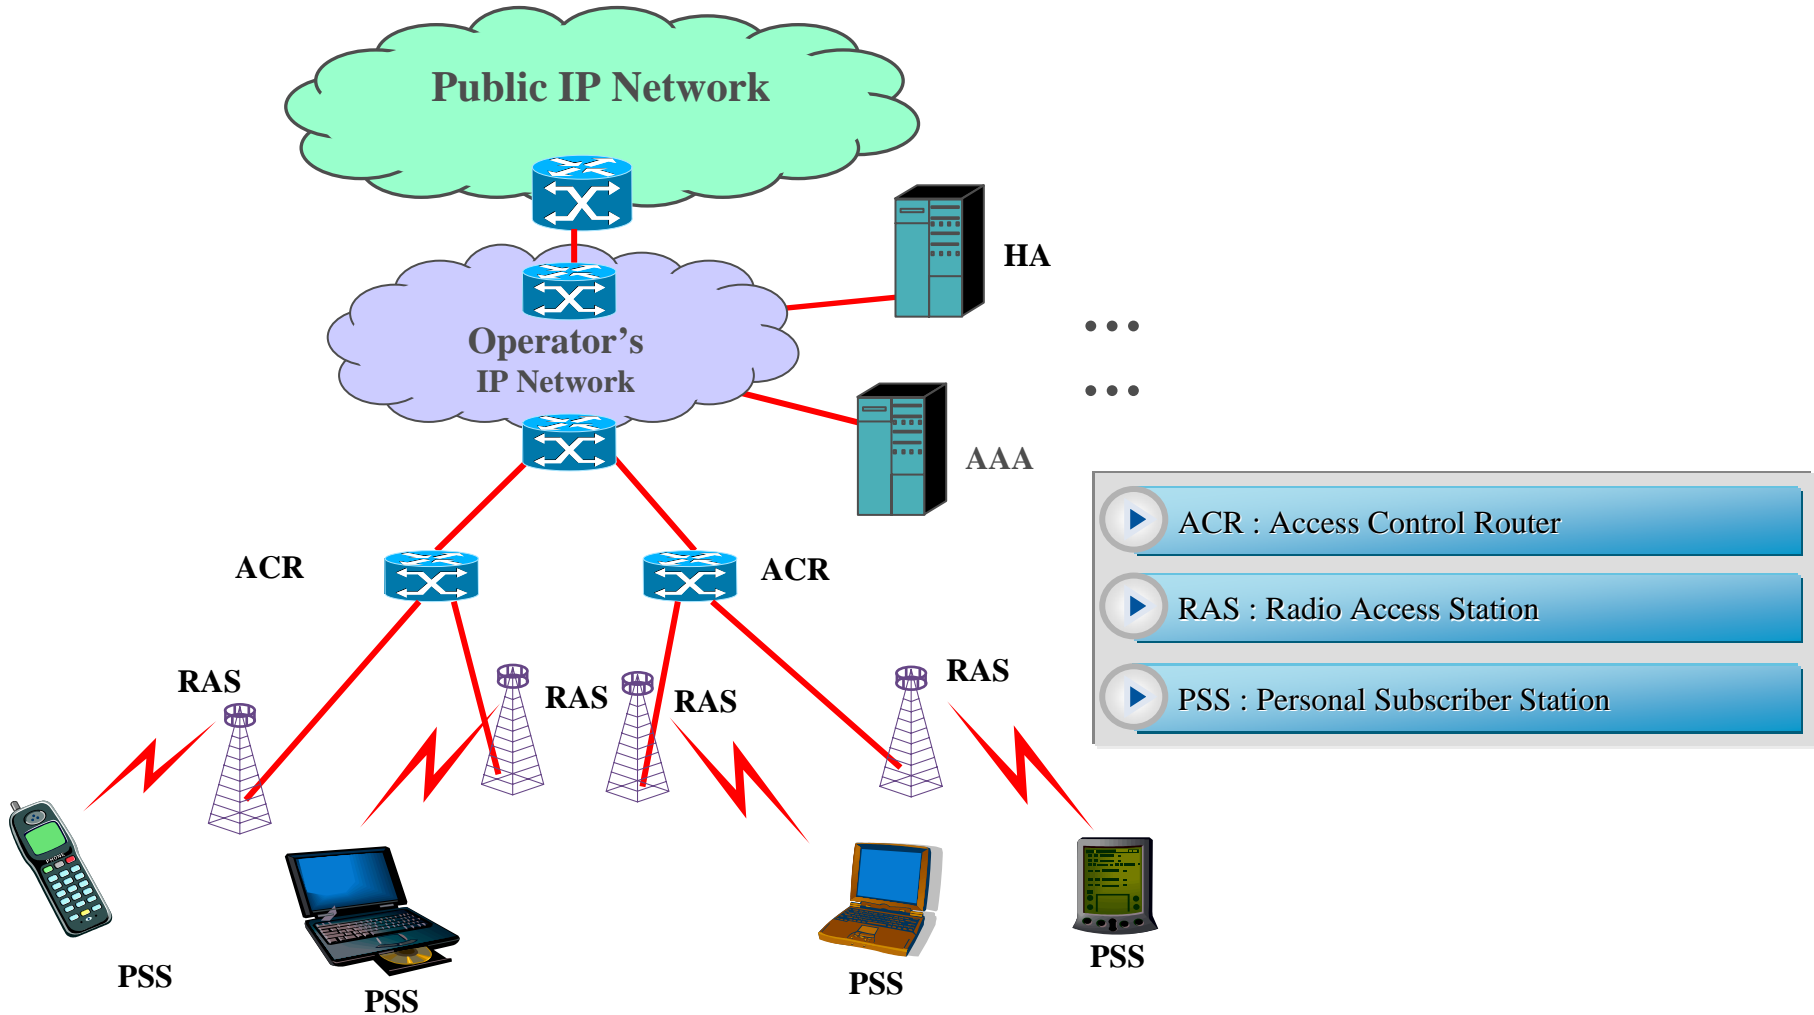 Public IP Network
HA
Operator’s
IP Network
• • •
• • •
AAA
ACR : Access Control Router
ACR
ACR
RAS : Radio Access Station
RAS
RAS
RAS
RAS
PSS : Personal Subscriber Station
PHONE
PSS
PSS
PSS
PSS